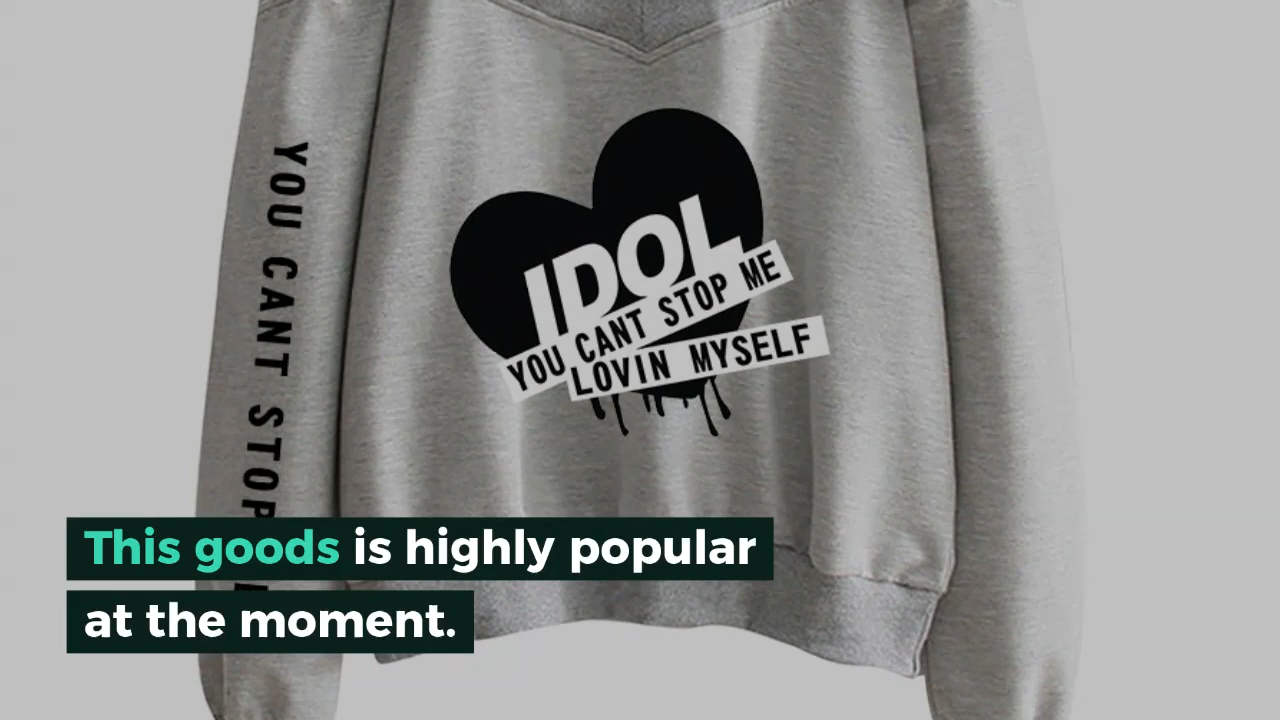 YOU CANT STOP
IDOL
YOU CANT STOP ME
LOVIN MYSELF
This goods is highly popular
at the moment.